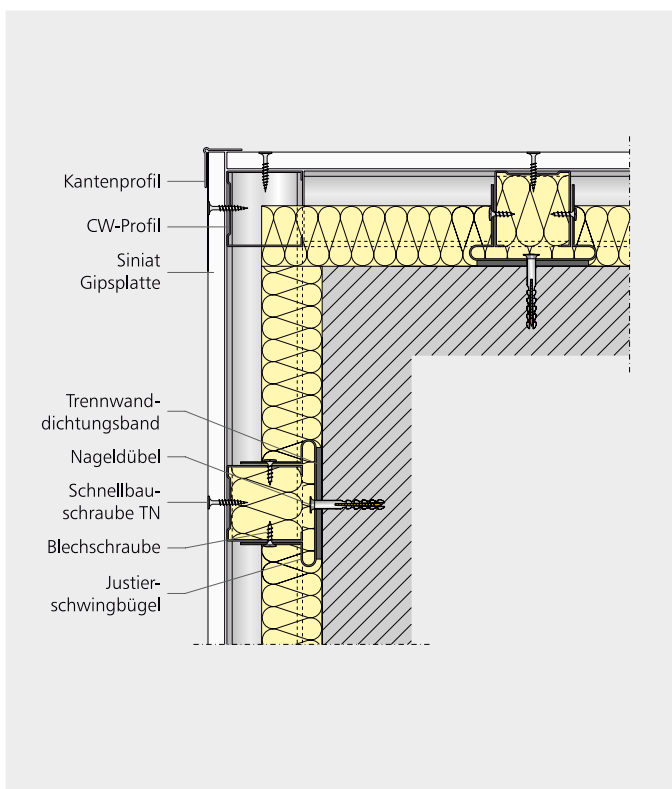 Kantenprofil
CW-Profil
Siniat
Gipsplatte
Trennwand-
dichtungsband
Nageldübel
Schnellbau-
schraube TN
Blechschraube
Justier-
schwingbügel